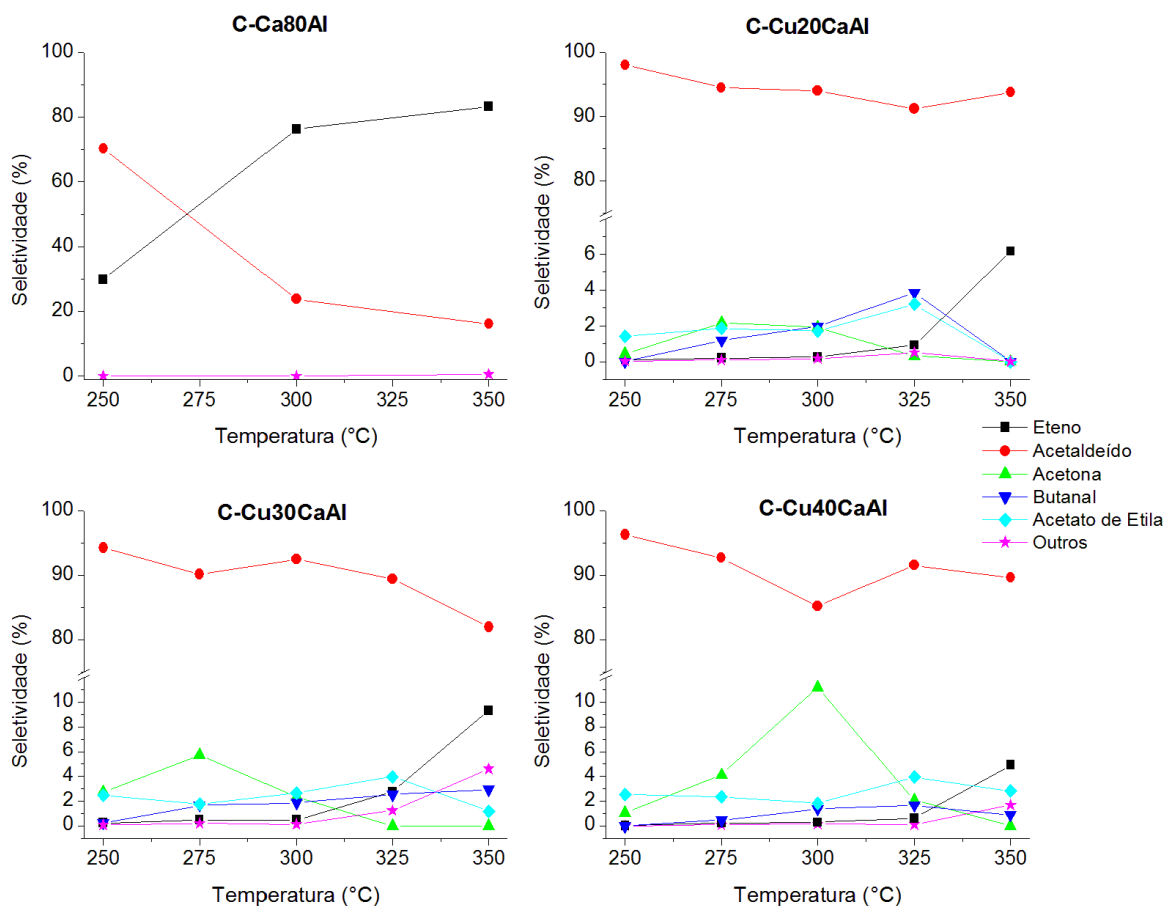 C-Ca80Al
100
80
60
40
20
0
Seletividade (%)
250 275 300 325 350
Temperatura (°C)
C-Cu20CaAl
100
90
80
6
4
2
0
Seletividade (%)
250 275 300 325 350
Temperatura (°C)
Eteno
Acetaldeído
Acetona
Butanal
Acetato de Etila
Outros
C-Cu30CaAl
100
90
80
10
8
6
4
2
0
Seletividade (%)
250 275 300 325 350
Temperatura (°C)
C-Cu40CaAl
100
90
80
10
8
6
4
2
0
Seletividade (%)
250 275 300 325 350
Temperatura (°C)